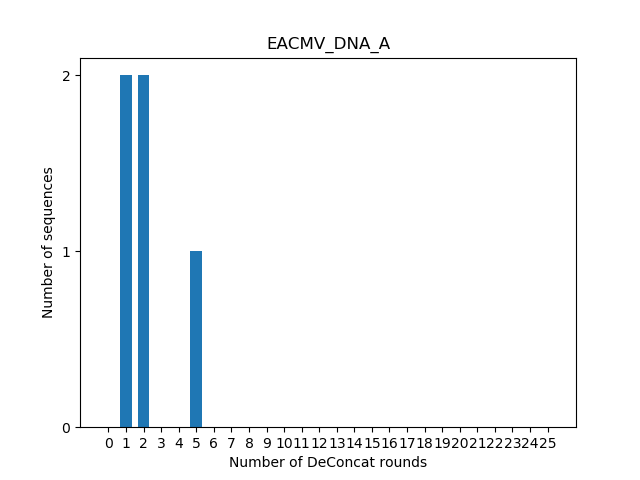 EACMV_DNA_A
Number of sequences
2
1
0
0 1 2 3 4 5 6 7 8 9 10 11 12 13 14 15 16 17 18 19 20 21 22 23 24 25
Number of DeConcat rounds